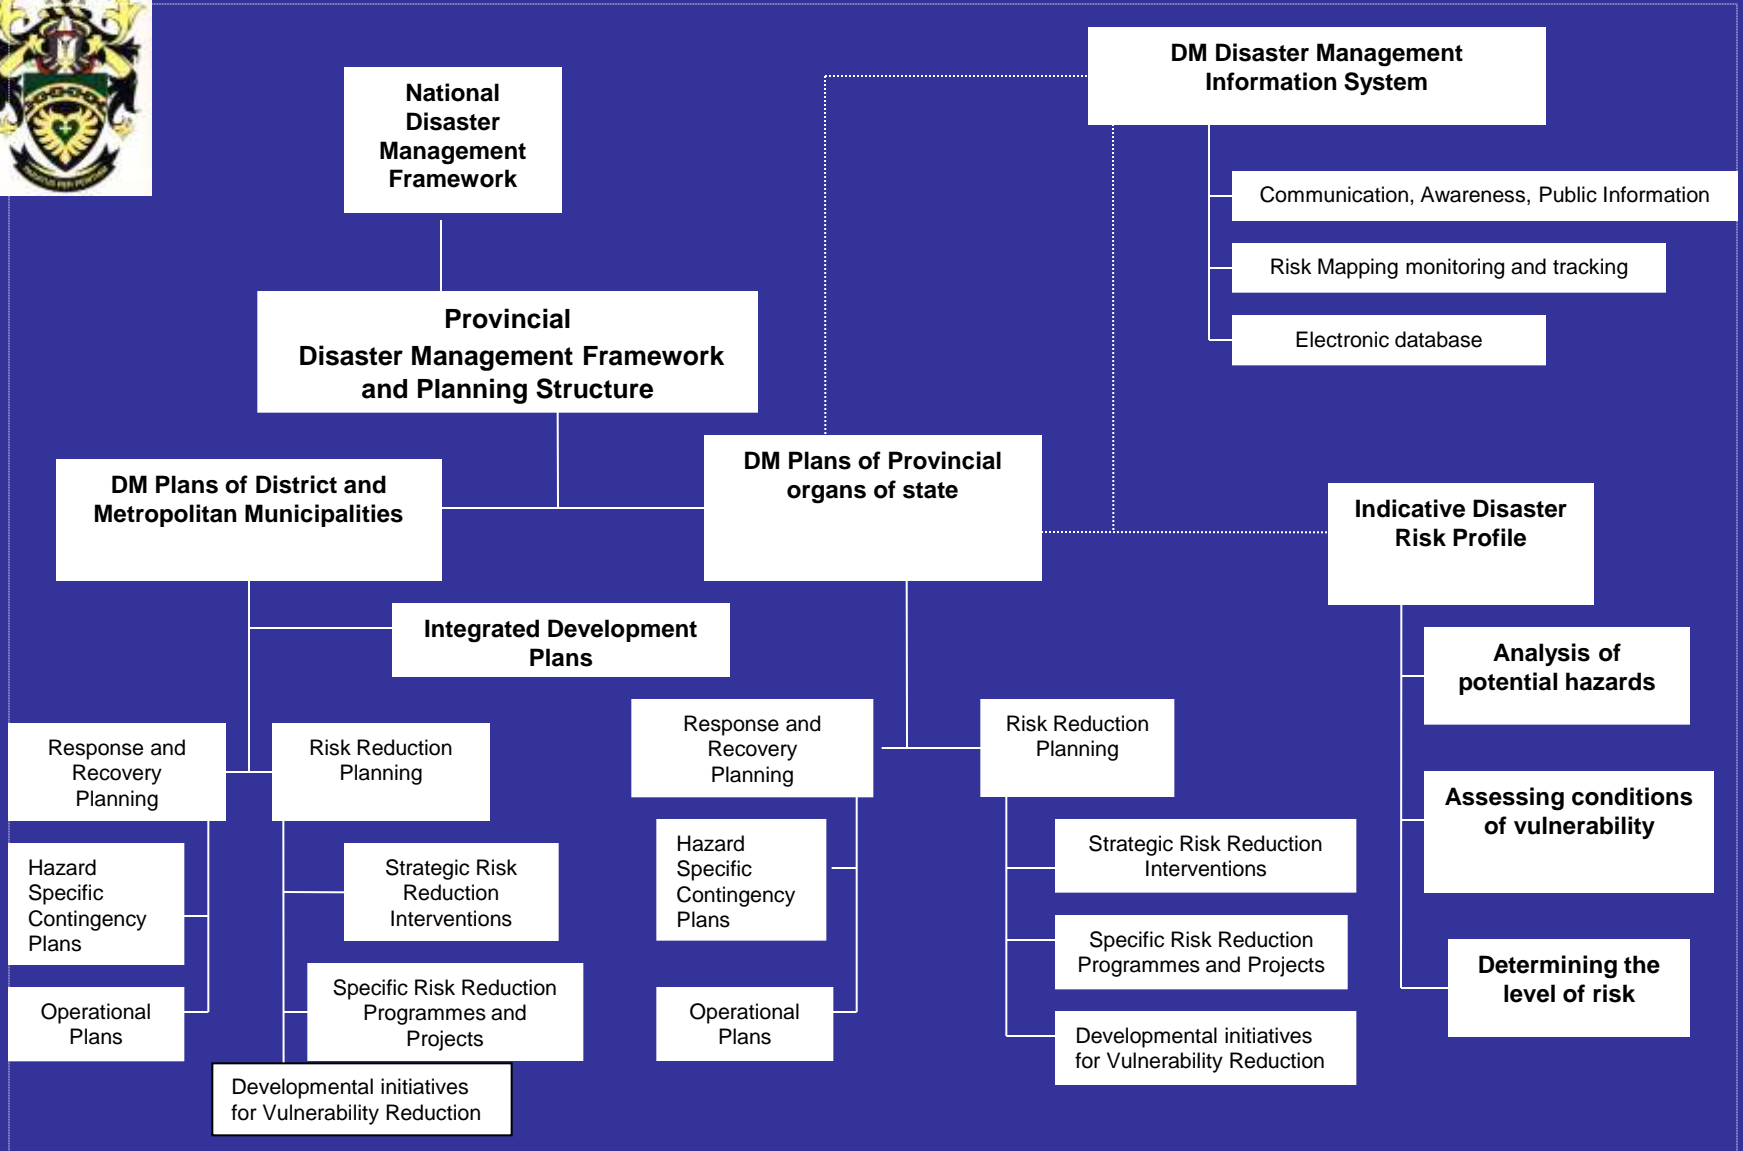 National
Disaster
Management
Framework
DM Disaster Management
Information System
Communication, Awareness, Public Information
Risk Mapping monitoring and tracking
Electronic database
Provincial
Disaster Management Framework
and Planning Structure
DM Plans of District and
Metropolitan Municipalities
DM Plans of Provincial
organs of state
Indicative Disaster
Risk Profile
Integrated Development
Plans
Analysis of
potential hazards
Assessing conditions
of vulnerability
Determining the
level of risk
Response and
Recovery
Planning
Risk Reduction
Planning
Hazard
Specific
Contingency
Plans
Strategic Risk
Reduction
Interventions
Operational
Plans
Specific Risk Reduction
Programmes and
Projects
Developmental initiatives
for Vulnerability Reduction
Response and
Recovery
Planning
Risk Reduction
Planning
Hazard
Specific
Contingency
Plans
Strategic Risk Reduction
Interventions
Specific Risk Reduction
Programmes and Projects
Operational
Plans
Developmental initiatives
for Vulnerability Reduction